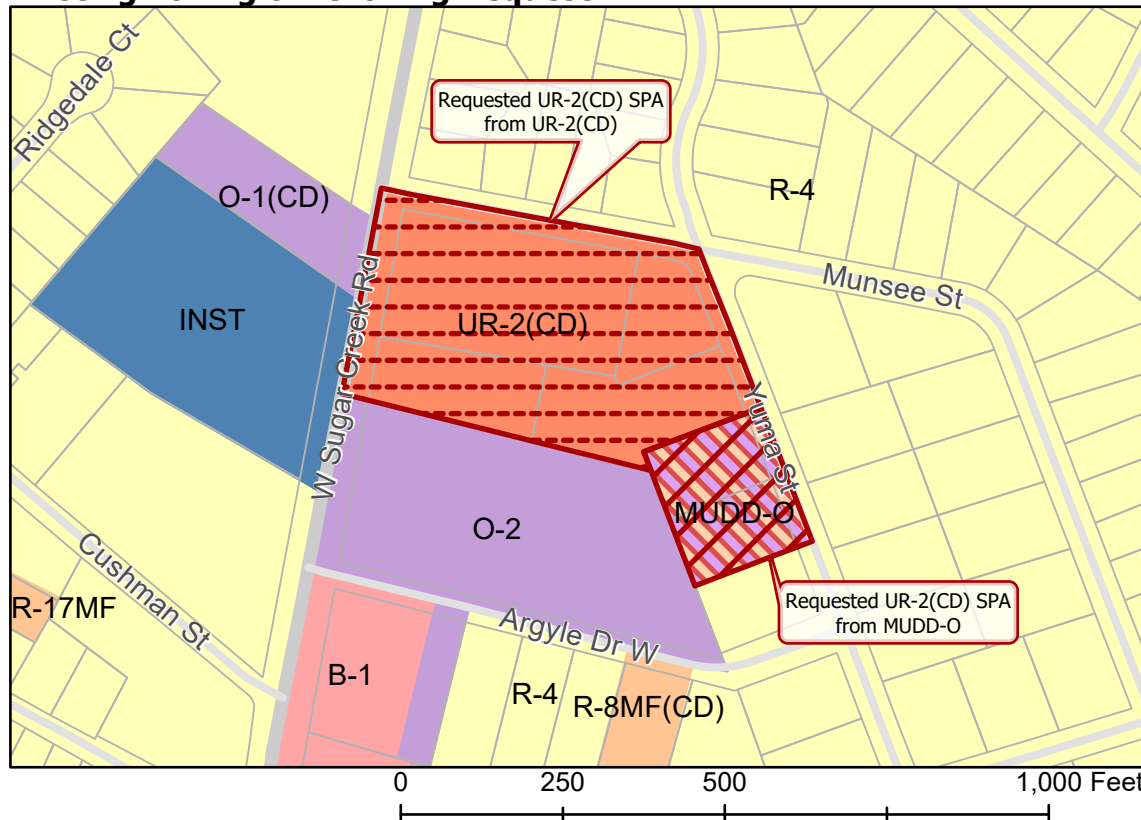 Ridgedale Ct
Requested UR-2(CD) SPA
from UR-2(CD)
R-4
O-1(CD)
Munsee St
INST
W Sugar Creek Rd
UR-2(CD)
Yuma St
MUDD-O
O-2
Cushman St
R-17MF
Requested UR-2(CD) SPA
from MUDD-O
Argyle Dr W
B-1
R-4
R-8MF(CD)
0 250 500 1,000 Feet